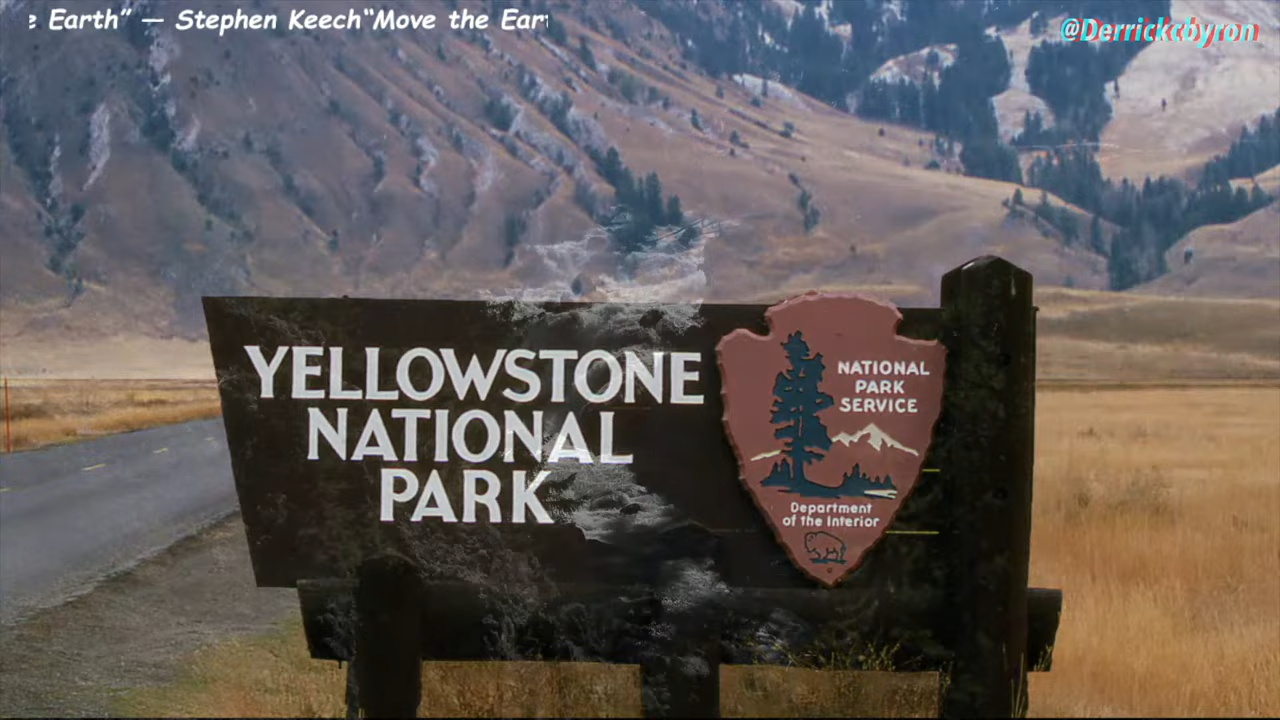 Earth” — Stephen Keech“Move the Ear
@Derrickcbyron
YELLOWSTONE
NATIONAL
PARK
NATIONAL
PARK
SERVICE
Department
of the Interior